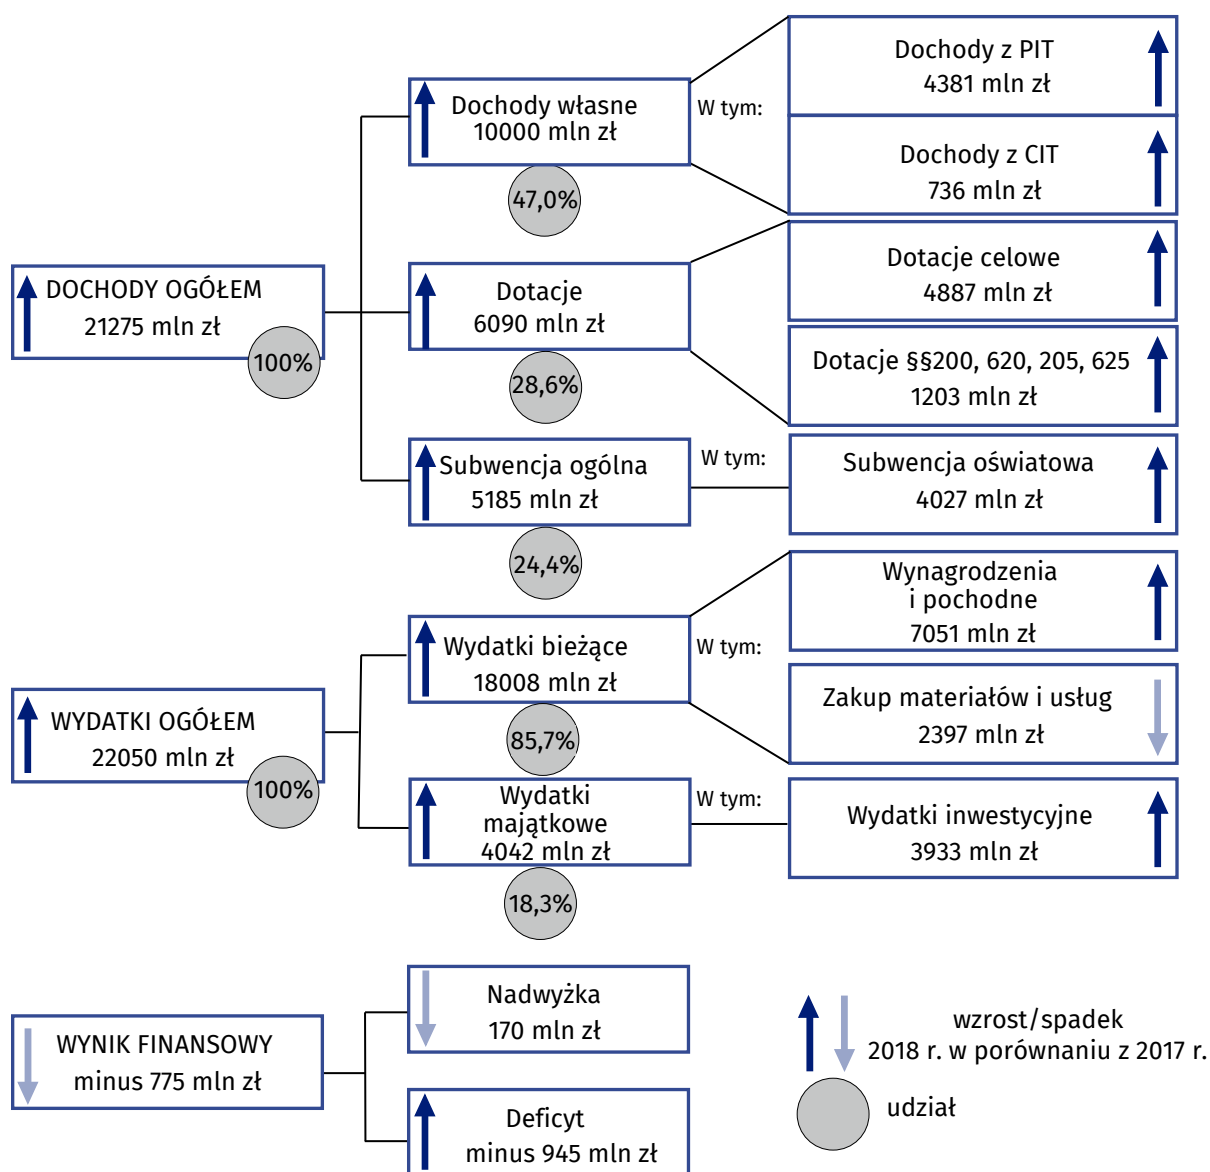 Dochody z PIT
4381 mln zł
Dochody własne
10000 mln zł
W tym:
Dochody z CIT
736 mln zł
47,0%
DOCHODY OGÓŁEM
21275 mln zł
100%
Dotacje
6090 mln zł
28,6%
Dotacje celowe
4887 mln zł
Dotacje §§200, 620, 205, 625
1203 mln zł
Subwencja ogólna
5185 mln zł
24,4%
W tym:
Subwencja oświatowa
4027 mln zł
WYDATKI OGÓŁEM
22050 mln zł
100%
Wydatki bieżące
18008 mln zł
85,7%
W tym:
Wynagrodzenia
i pochodne
7051 mln zł
Zakup materiałów i usług
2397 mln zł
Wydatki
majątkowe
4042 mln zł
18,3%
W tym:
Wydatki inwestycyjne
3933 mln zł
WYNIK FINANSOWY
minus 775 mln zł
Nadwyżka
170 mln zł
Deficyt
minus 945 mln zł
wzrost/spadek
2018 r. w porównaniu z 2017 r.
udział